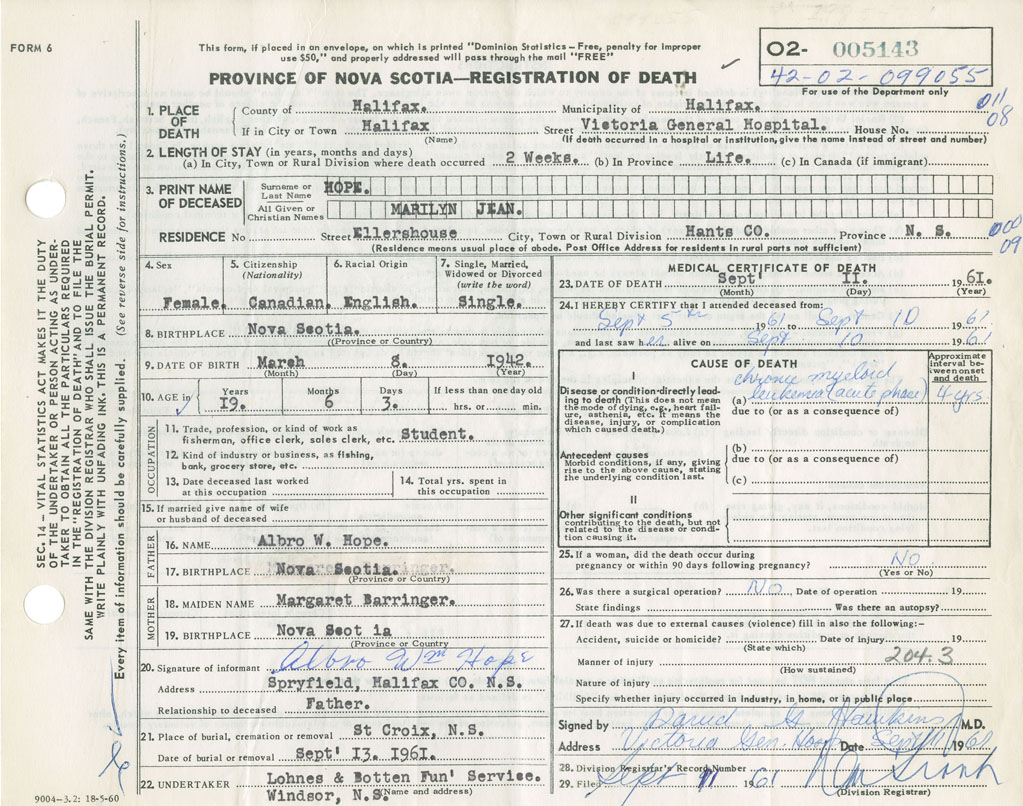 FORM 6
This form, if placed in an envelope, on which is printed "Dominion Statistics—Free, penalty for improper
use $50," and properly addressed will pass through the mail "FREE"
PROVINCE OF NOVA SCOTIA—REGISTRATION OF DEATH
O2- 005143
42-02-099055
For use of the Department only
011
08
SEC. 14—VITAL STATISTICS ACT MAKES IT THE DUTY
OF THE UNDERTAKER OR PERSON ACTING AS UNDER-
TAKER TO OBTAIN ALL THE PARTICULARS REQUIRED
IN THE "REGISTRATION OF DEATH" AND TO FILE THE
SAME WITH THE DIVISION REGISTRAR WHO SHALL ISSUE THE BURIAL PERMIT.
WRITE PLAINLY WITH UNFADING INK. THIS IS A PERMANENT RECORD.
Every item of information should be carefully supplied. (See reverse side for instructions.)
1. PLACE OF DEATH
County of Halifax. Municipality of Halifax.
If in City or Town Halifax Street Victoria General Hospital. House No.
(Name) (If death occurred in a hospital or institution, give the name instead of street and number)
2. LENGTH OF STAY (in years, months and days)
(a) In City, Town or Rural Division where death occurred 2 Weeks. (b) In Province Life. (c) In Canada (if immigrant)
3. PRINT NAME OF DECEASED
Surname or Last Name HOPE.
All Given or Christian Names MARILYN JEAN.
RESIDENCE No Street Ellershouse City, Town or Rural Division Hants CO. Province N. S.
(Residence means usual place of abode. Post Office Address for residents in rural parts not sufficient)
000
09
4. Sex
Female.
5. Citizenship
(Nationality)
Canadian.
6. Racial Origin
English.
7. Single, Married,
Widowed or Divorced
(write the word)
Single.
8. BIRTHPLACE Nova Scotia.
(Province or Country)
9. DATE OF BIRTH March 8. 1942.
(Month) (Day) (Year)
10. AGE in
Years Months Days If less than one day old
19. 6 3. hrs. or min.
OCCUPATION
11. Trade, profession, or kind of work as
fisherman, office clerk, sales clerk, etc. Student.
12. Kind of industry or business, as fishing,
bank, grocery store, etc.
13. Date deceased last worked
at this occupation
14. Total yrs. spent in
this occupation
15. If married give name of wife
or husband of deceased
FATHER
16. NAME Albro W. Hope.
17. BIRTHPLACE Nova Scotia.
(Province or Country)
MOTHER
18. MAIDEN NAME Margaret Barringer.
19. BIRTHPLACE Nova Scot ia
(Province or Country)
20. Signature of informant Albro Wm Hope
Address Spryfield, Halifax CO. N.S.
Relationship to deceased Father.
21. Place of burial, cremation or removal St Croix, N.S.
Date of burial or removal Sept' I3. I96I.
22. UNDERTAKER Lohnes & Botten Fun' Service.
Windsor, N.S. (Name and address)
9004-3.2: 18-5-60
MEDICAL CERTIFICATE OF DEATH
23. DATE OF DEATH Sept' II. 1961.
(Month) (Day) (Year)
24. I HEREBY CERTIFY that I attended deceased from:
Sept 5th 1961 to Sept 10 1961
and last saw her alive on Sept 10 1961
CAUSE OF DEATH
Approximate
interval between onset
and death
I
Disease or condition directly lead-
ing to death (This does not mean
the mode of dying, e.g., heart fail-
ure, asthenia, etc. It means the
disease, injury, or complication
which caused death.)
chronic myeloid
(a) leukemia (acute phase) 4 yrs.
due to (or as a consequence of)
Antecedent causes
Morbid conditions, if any, giving
rise to the above cause, stating
the underlying condition last.
(b)
due to (or as a consequence of)
(c)
II
Other significant conditions
contributing to the death, but not
related to the disease or condi-
tion causing it.
25. If a woman, did the death occur during
pregnancy or within 90 days following pregnancy? No
(Yes or No)
26. Was there a surgical operation? No Date of operation 19
State findings Was there an autopsy?
27. If death was due to external causes (violence) fill in also the following:—
Accident, suicide or homicide? Date of injury 19
(State which)
Manner of injury 204.3
(How sustained)
Nature of injury
Specify whether injury occurred in industry, in home, or in public place
Signed by David G Hawkins M.D.
Address Victoria Gen. Hosp Date Sept 11 1961
28. Division Registrar's Record Number
29. Filed Sept 11 1961
(Division Registrar)